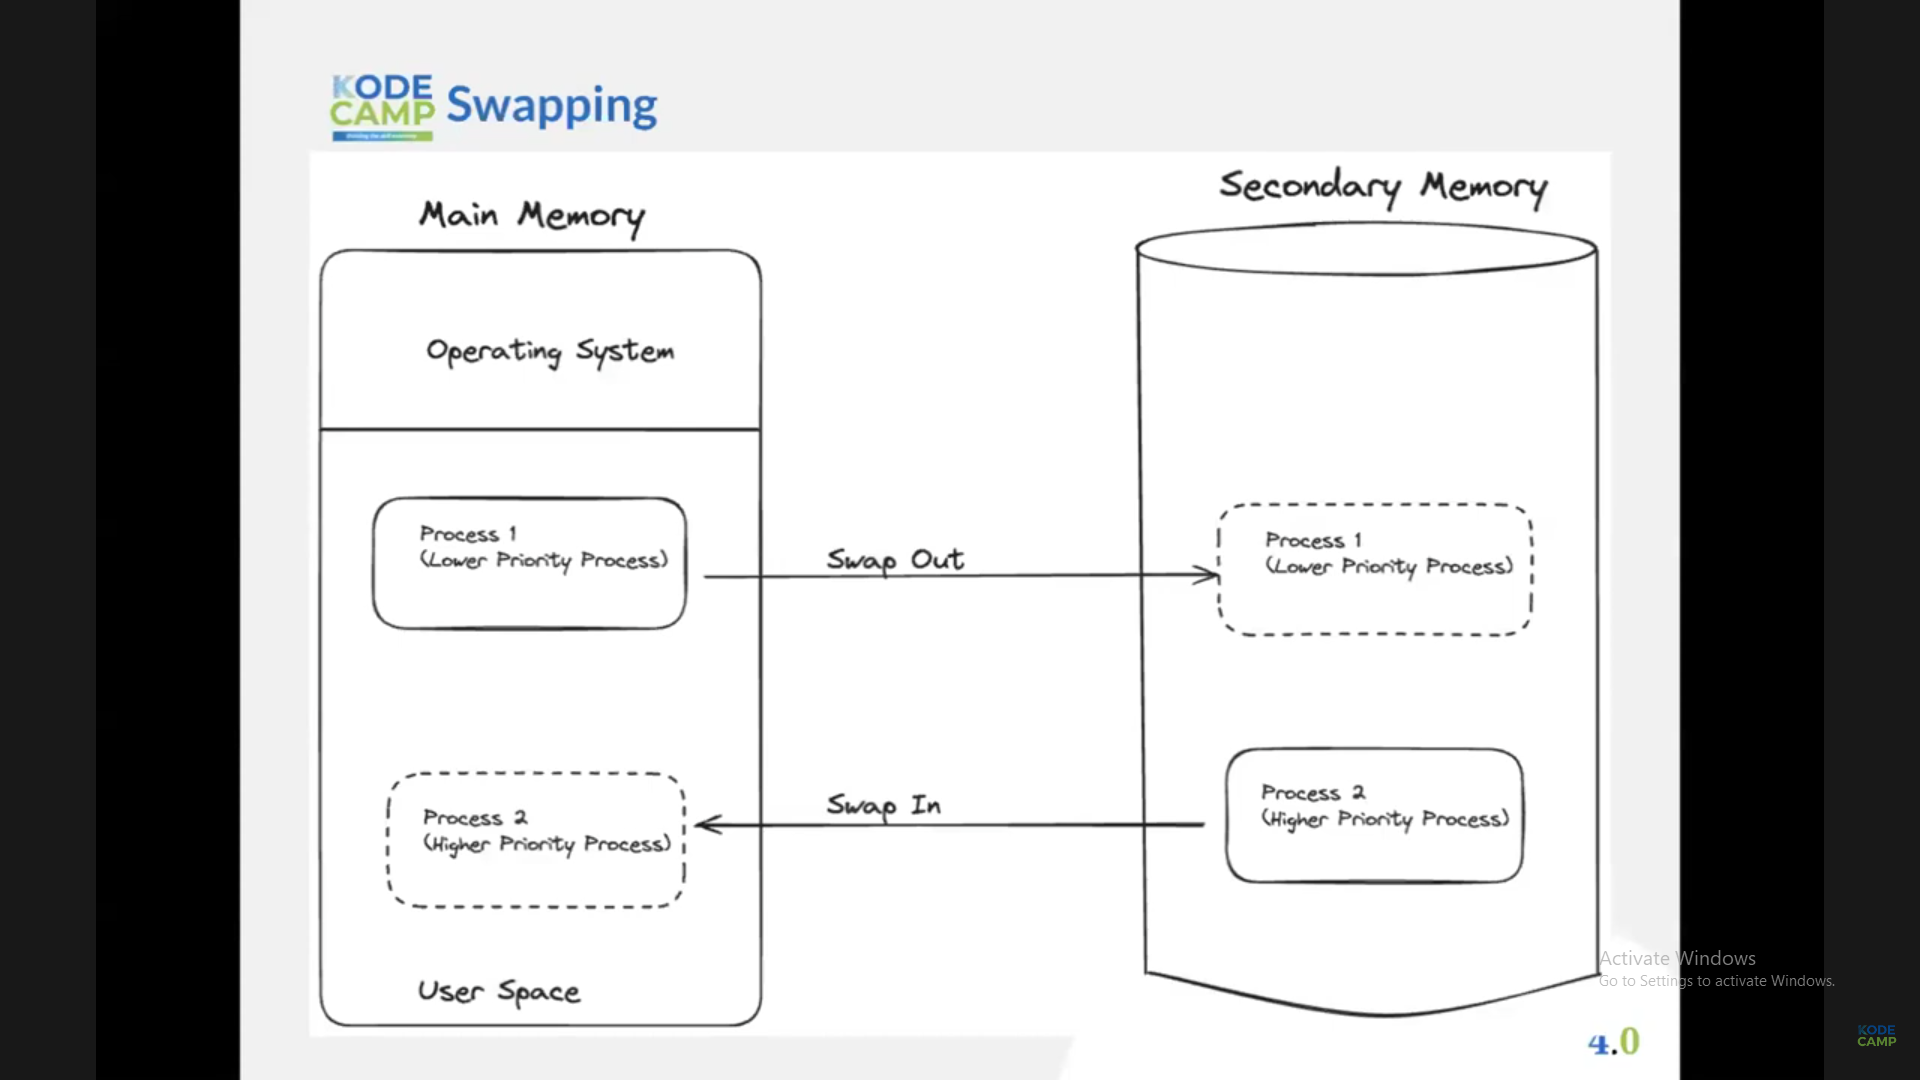 KODE
CAMP
Swapping
Main Memory
Secondary Memory
Operating System
Process 1
(Lower Priority Process)
Swap Out
Process 1
(Lower Priority Process)
Process 2
(Higher Priority Process)
Swap In
Process 2
(Higher Priority Process)
User Space
Activate Windows
Go to Settings to activate Windows.
4.0
KODE
CAMP